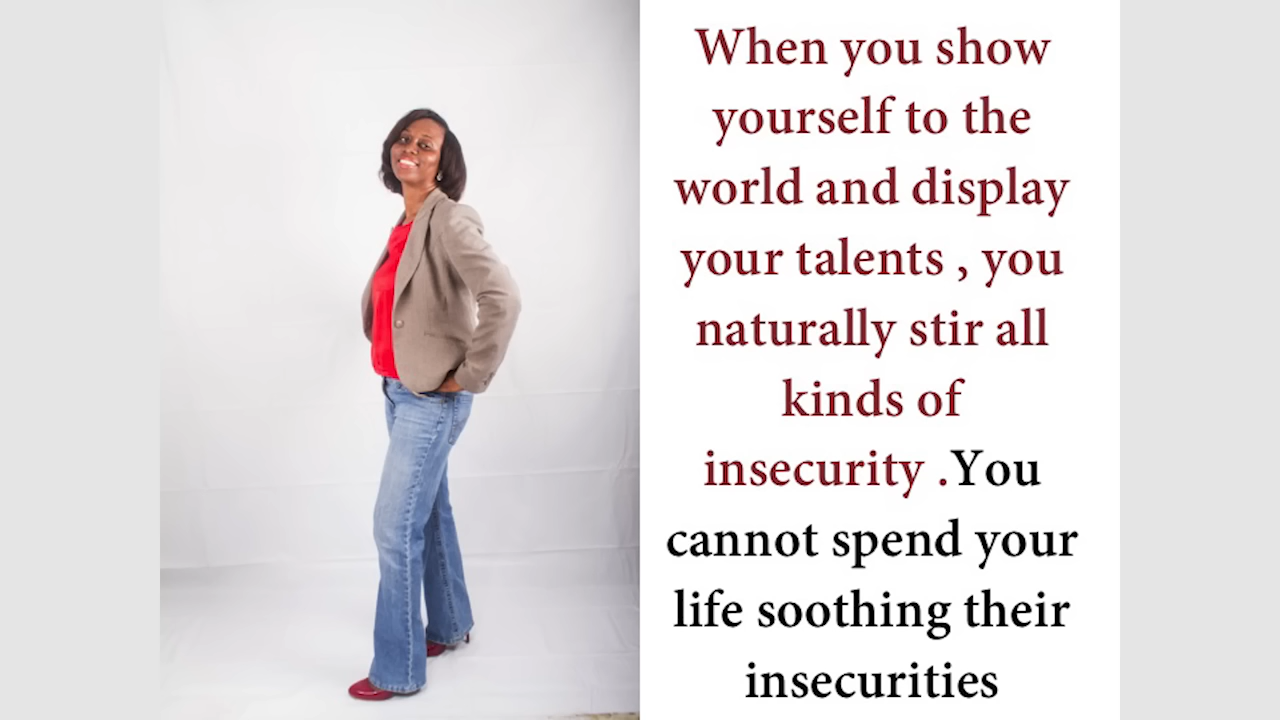 When you show
yourself to the
world and display
your talents , you
naturally stir all
kinds of
insecurity .You
cannot spend your
life soothing their
insecurities